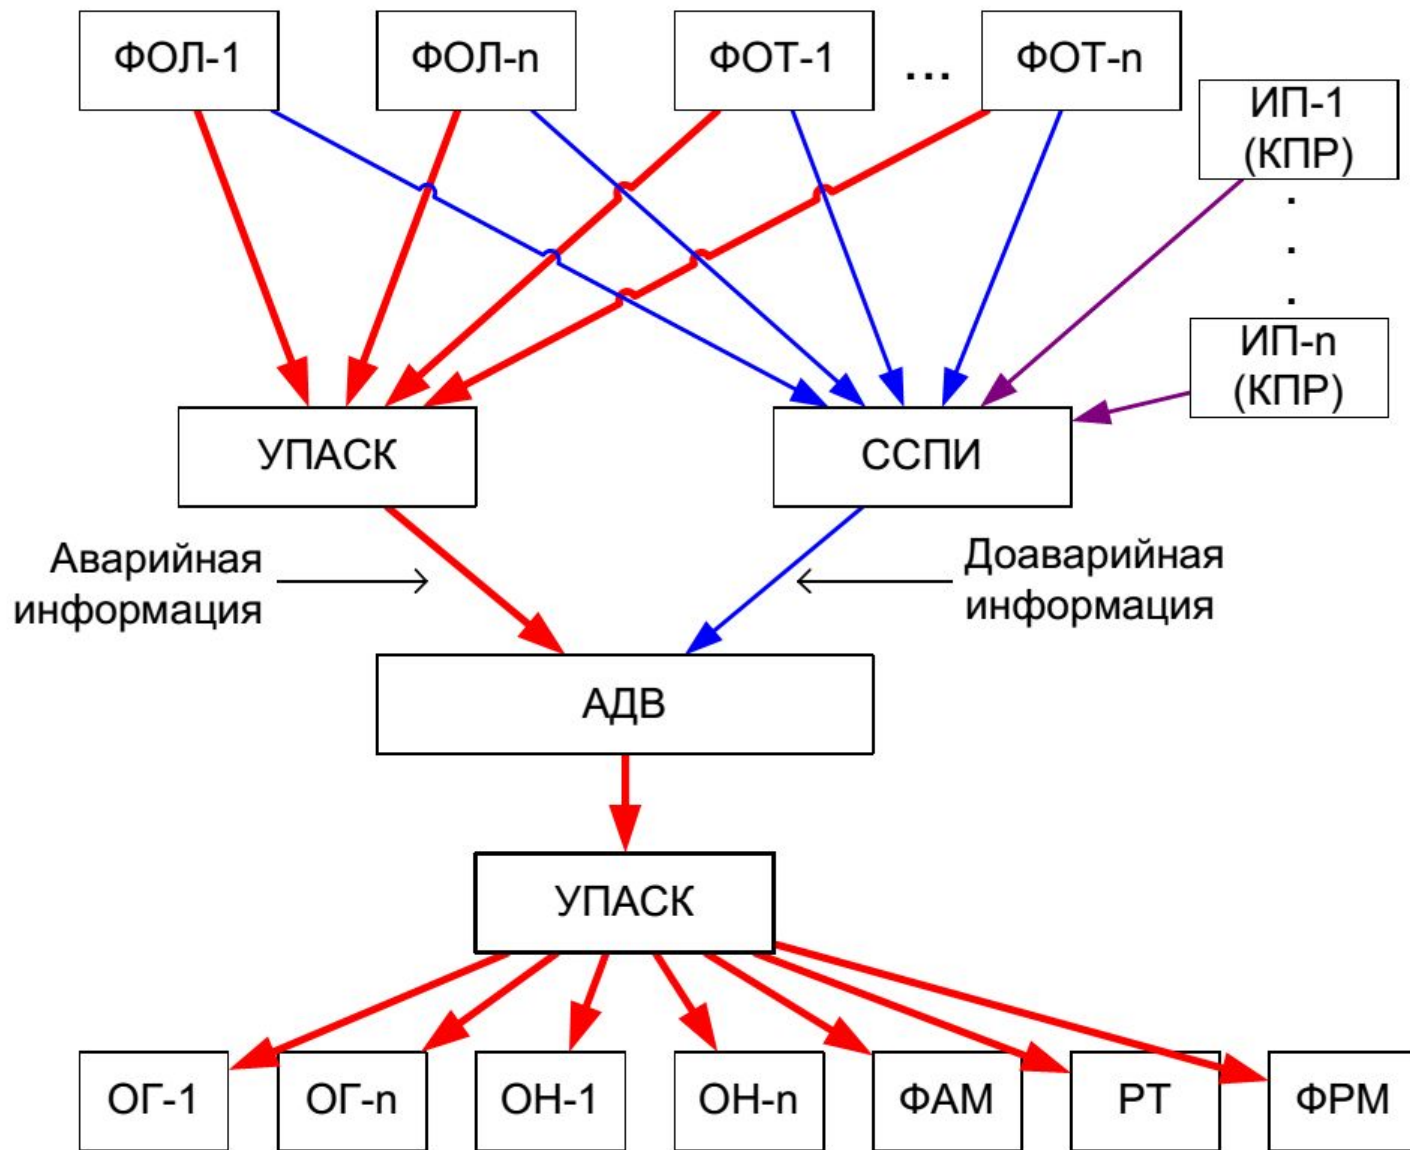 ФОЛ-1
ФОЛ-n
ФОТ-1
...
ФОТ-n
ИП-1
(КПР)
.
.
.
ИП-n
(КПР)
УПАСК
ССПИ
Аварийная
информация
Доаварийная
информация
АДВ
УПАСК
ОГ-1
ОГ-n
ОН-1
ОН-n
ФАМ
РТ
ФРМ